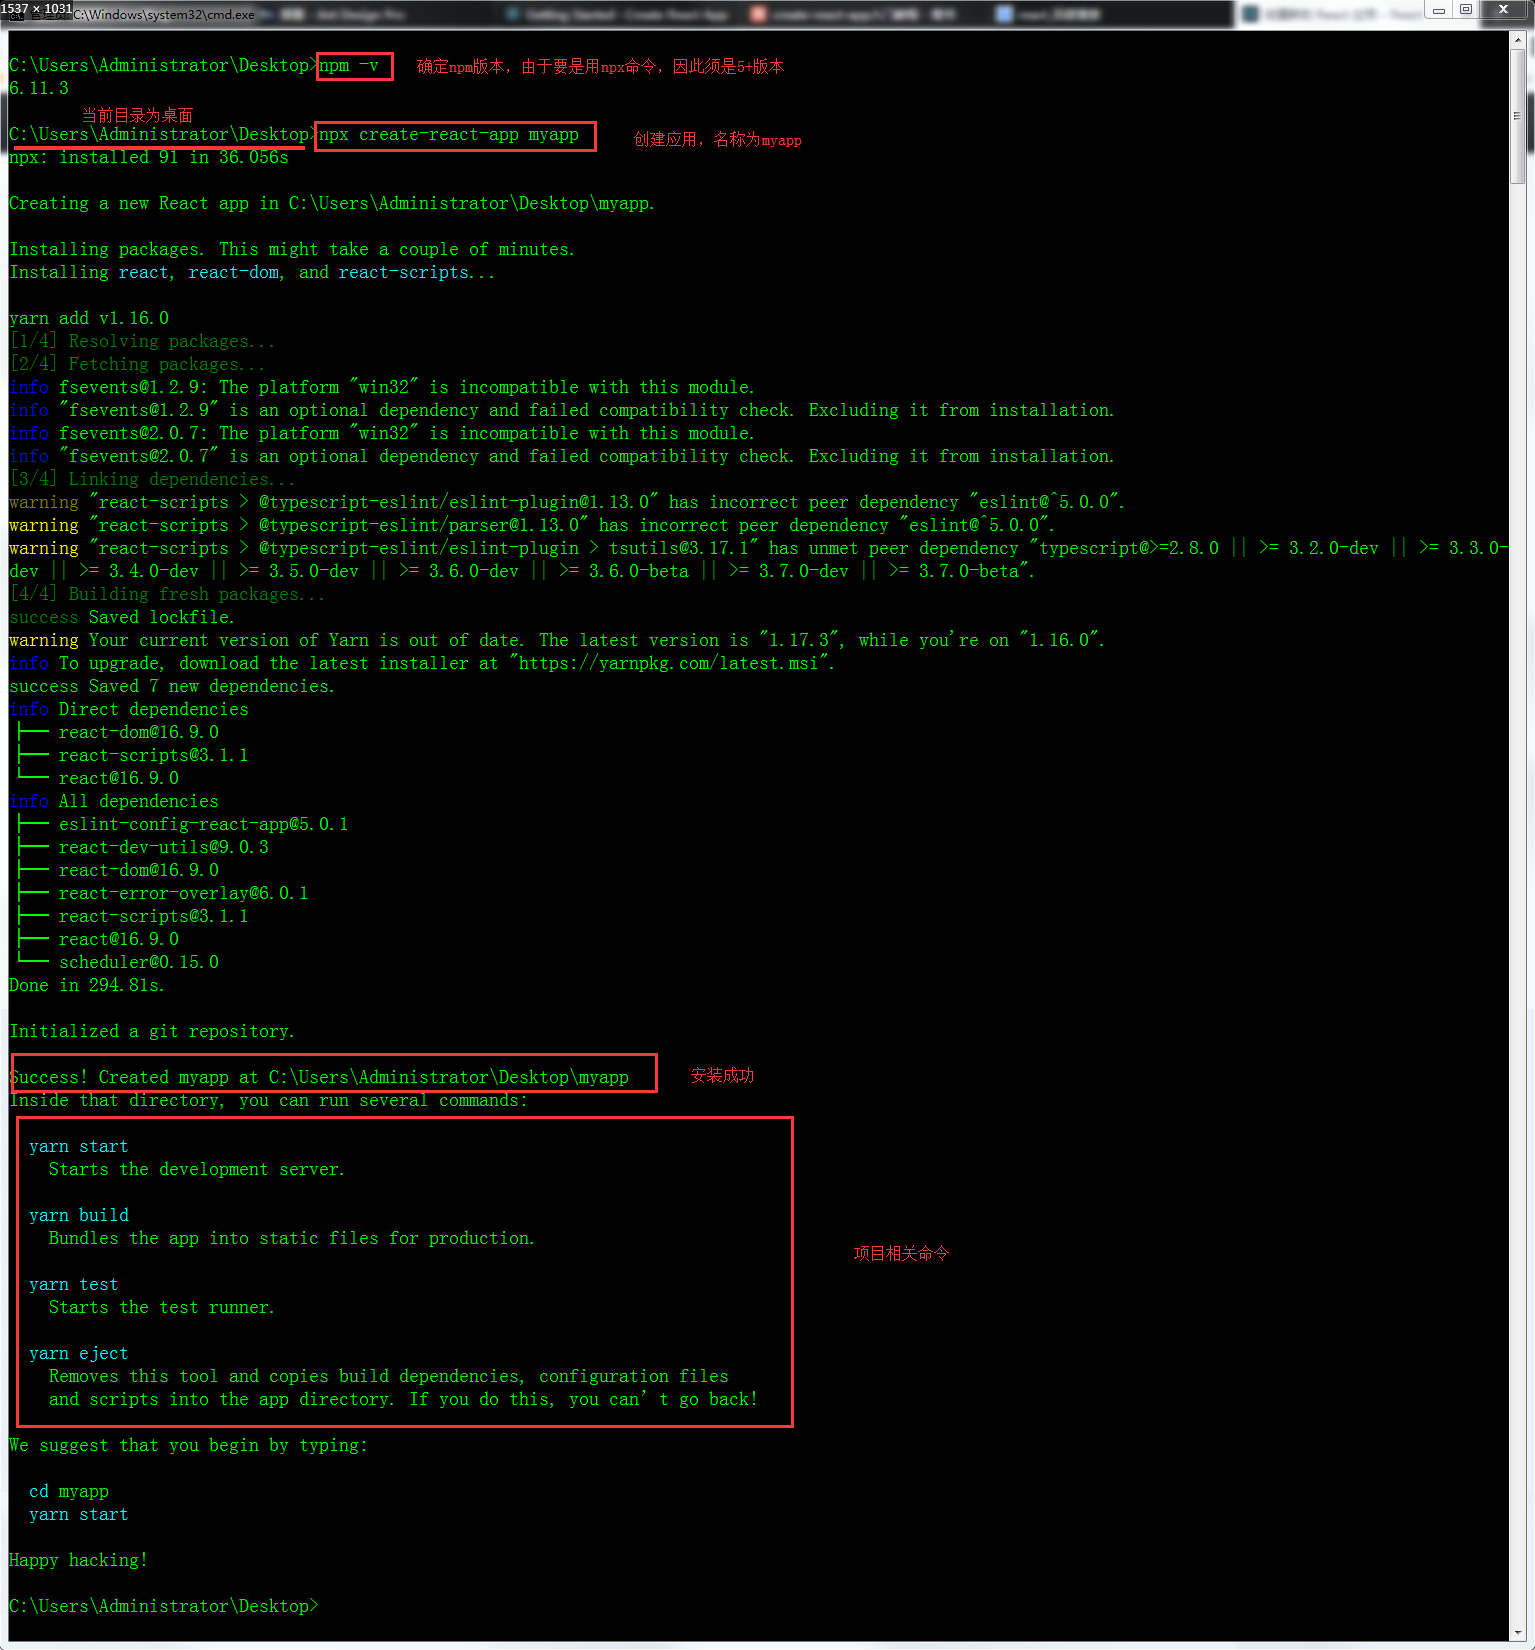 1537 × 1031
C:\Windows\system32\cmd.exe
C:\Users\Administrator\Desktop>npm -v 确定npm版本，由于要是用npx命令，因此须是5+版本
6.11.3
当前目录为桌面
C:\Users\Administrator\Desktop>npx create-react-app myapp 创建应用，名称为myapp
npx: installed 91 in 36.056s
Creating a new React app in C:\Users\Administrator\Desktop\myapp.
Installing packages. This might take a couple of minutes.
Installing react, react-dom, and react-scripts...
yarn add v1.16.0
[1/4] Resolving packages...
[2/4] Fetching packages...
info fsevents@1.2.9: The platform "win32" is incompatible with this module.
info "fsevents@1.2.9" is an optional dependency and failed compatibility check. Excluding it from installation.
info fsevents@2.0.7: The platform "win32" is incompatible with this module.
info "fsevents@2.0.7" is an optional dependency and failed compatibility check. Excluding it from installation.
[3/4] Linking dependencies...
warning "react-scripts > @typescript-eslint/eslint-plugin@1.13.0" has incorrect peer dependency "eslint@^5.0.0".
warning "react-scripts > @typescript-eslint/parser@1.13.0" has incorrect peer dependency "eslint@^5.0.0".
warning "react-scripts > @typescript-eslint/eslint-plugin > tsutils@3.17.1" has unmet peer dependency "typescript@>=2.8.0 || >= 3.2.0-dev || >= 3.3.0-
dev || >= 3.4.0-dev || >= 3.5.0-dev || >= 3.6.0-dev || >= 3.6.0-beta || >= 3.7.0-dev || >= 3.7.0-beta".
[4/4] Building fresh packages...
success Saved lockfile.
warning Your current version of Yarn is out of date. The latest version is "1.17.3", while you're on "1.16.0".
info To upgrade, download the latest installer at "https://yarnpkg.com/latest.msi".
success Saved 7 new dependencies.
info Direct dependencies
├── react-dom@16.9.0
├── react-scripts@3.1.1
└── react@16.9.0
info All dependencies
├── eslint-config-react-app@5.0.1
├── react-dev-utils@9.0.3
├── react-dom@16.9.0
├── react-error-overlay@6.0.1
├── react-scripts@3.1.1
├── react@16.9.0
└── scheduler@0.15.0
Done in 294.81s.
Initialized a git repository.
Success! Created myapp at C:\Users\Administrator\Desktop\myapp 安装成功
Inside that directory, you can run several commands:
yarn start
Starts the development server.
yarn build
Bundles the app into static files for production.
项目相关命令
yarn test
Starts the test runner.
yarn eject
Removes this tool and copies build dependencies, configuration files
and scripts into the app directory. If you do this, you can't go back!
We suggest that you begin by typing:
cd myapp
yarn start
Happy hacking!
C:\Users\Administrator\Desktop>